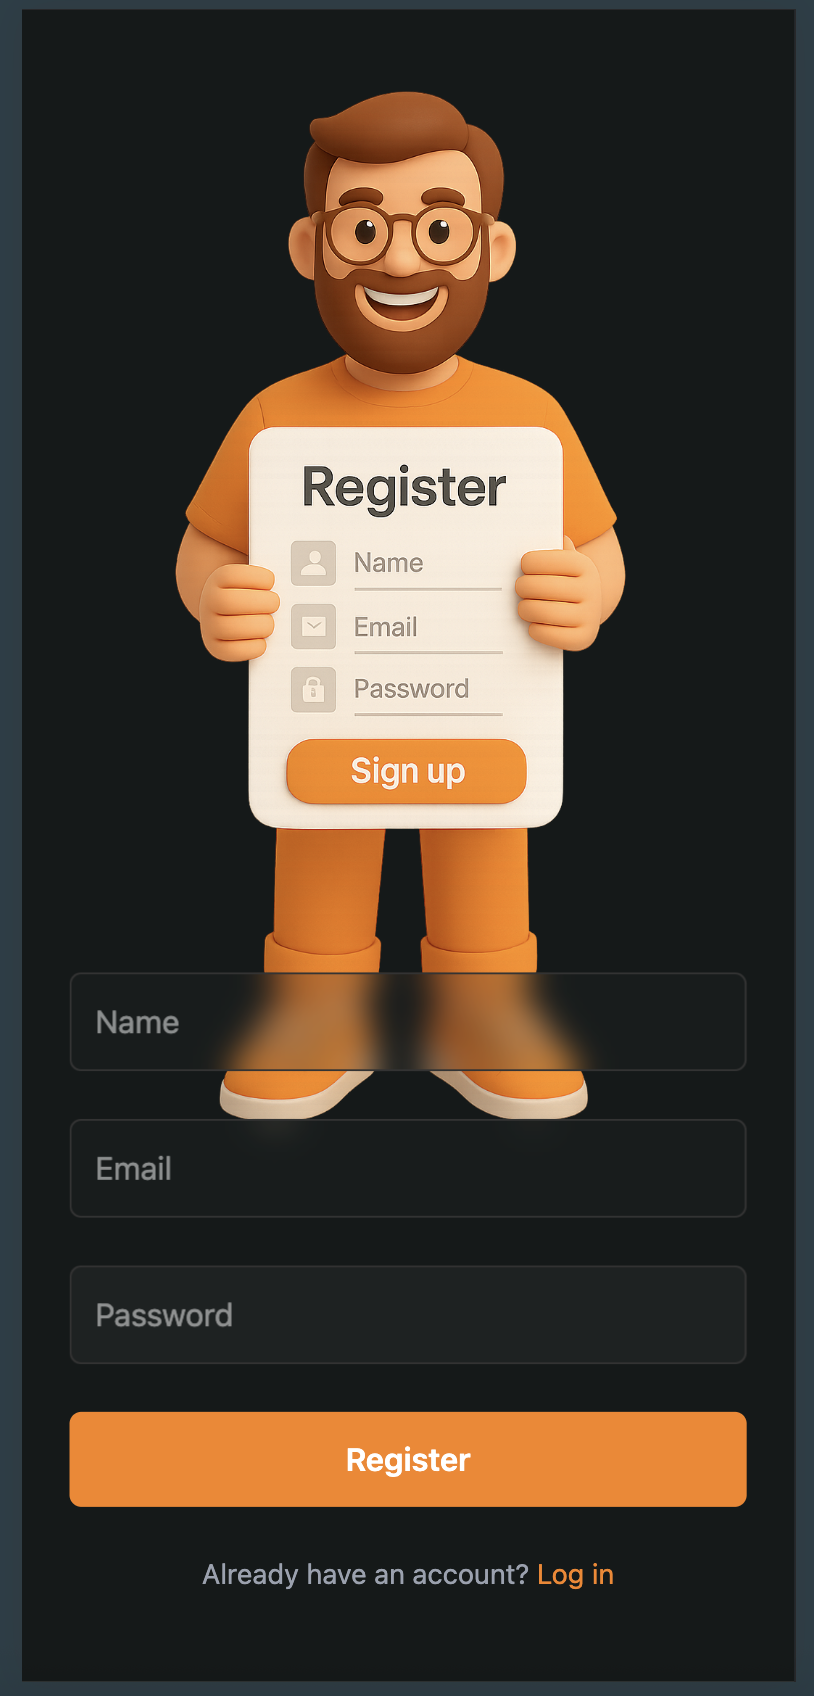 Register
Name
Email
Password
Sign up
Name
Email
Password
Register
Already have an account? Log in